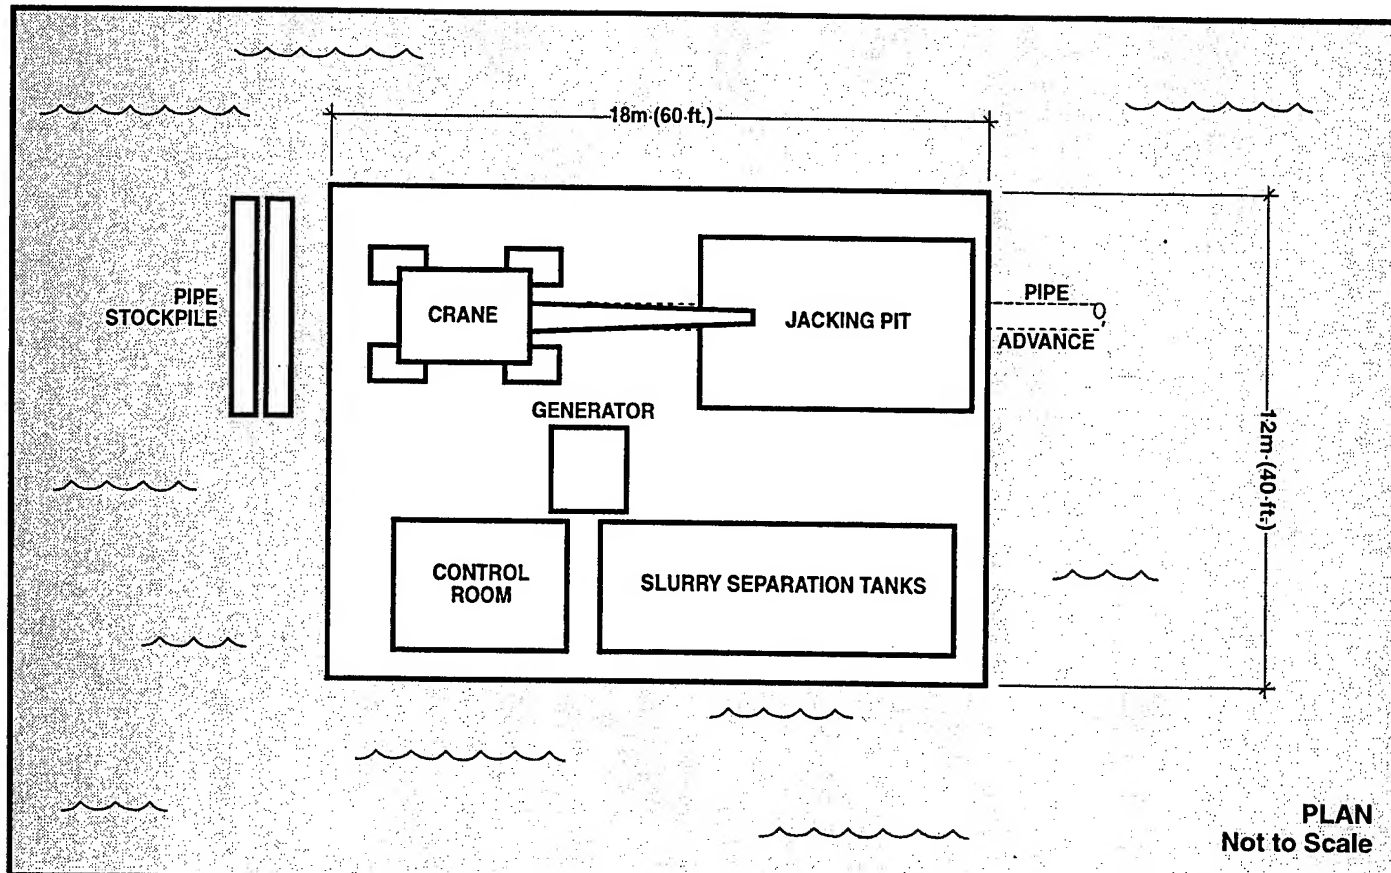 18m (60 ft.)
PIPE
STOCKPILE
CRANE
JACKING PIT
PIPE
ADVANCE
GENERATOR
12m (40 ft.)
CONTROL
ROOM
SLURRY SEPARATION TANKS
PLAN
Not to Scale